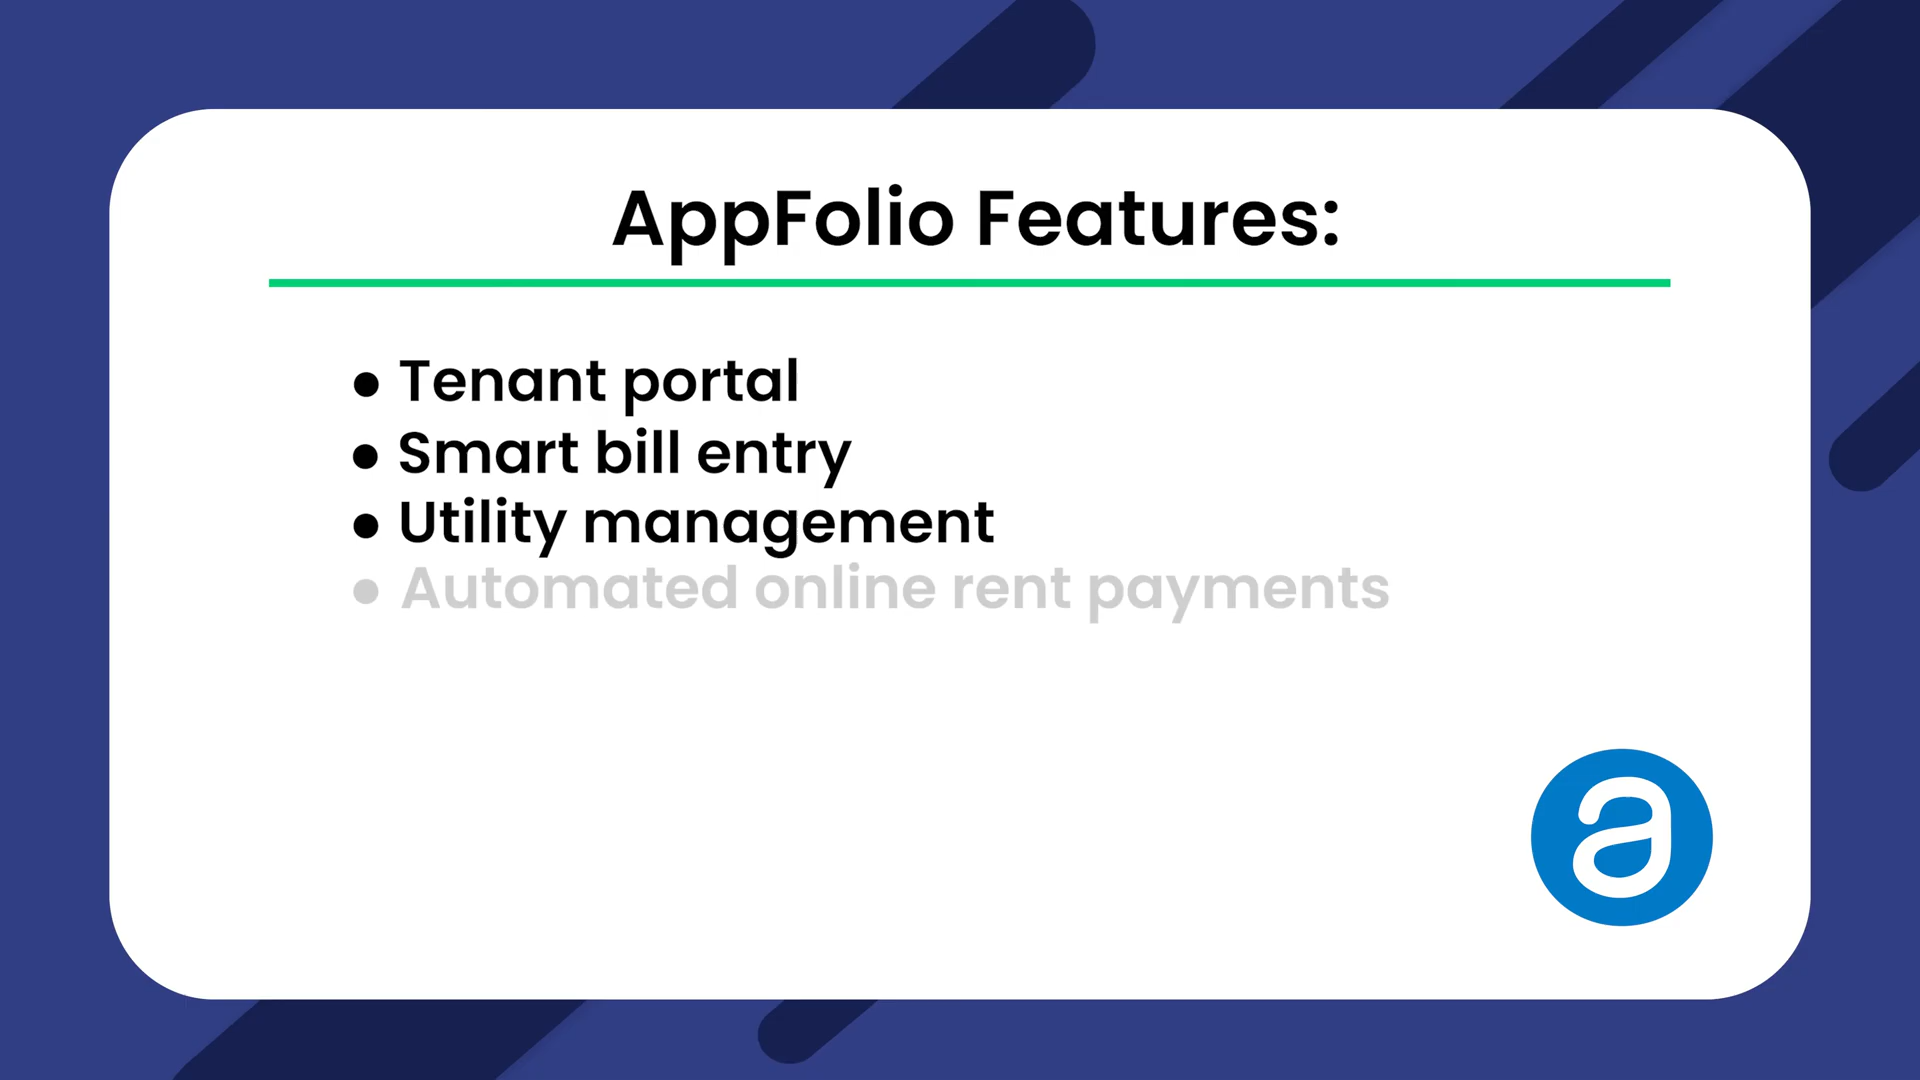 AppFolio Features:
● Tenant portal
● Smart bill entry
● Utility management
● Automated online rent payments
a